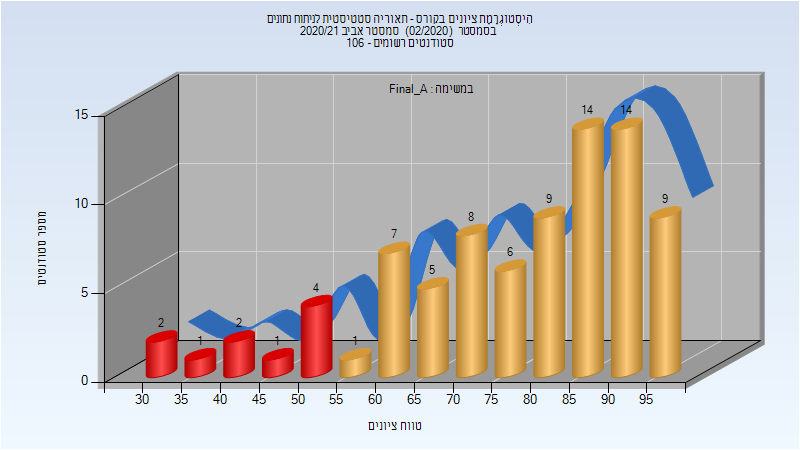 היסטוגרמת ציונים בקורס - תאוריה סטטיסטית לניתוח נתונים
בסמסטר (02/2020) סמסטר אביב 2020/21
סטודנטים רשומים - 106
במשימה : Final_A
מספר סטודנטים
15
10
5
0
2
1
2
1
4
1
7
5
8
6
9
14
14
9
30 35 40 45 50 55 60 65 70 75 80 85 90 95
טווח ציונים